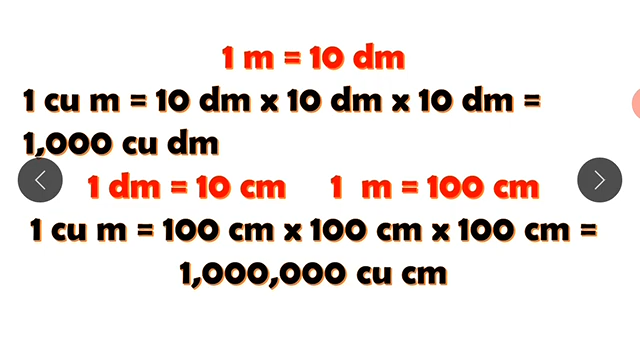 1 m = 10 dm
1 cu m = 10 dm x 10 dm x 10 dm =
1,000 cu dm
1 dm = 10 cm 1 m = 100 cm
1 cu m = 100 cm x 100 cm x 100 cm =
1,000,000 cu cm